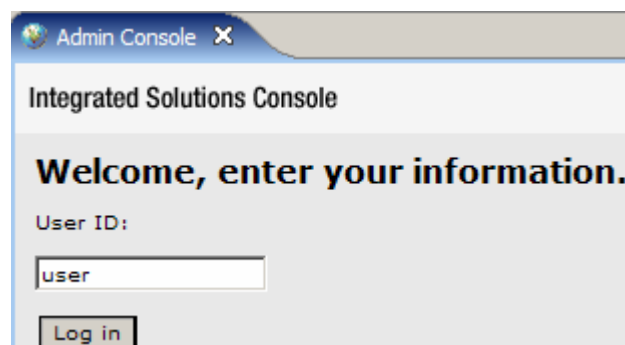 Admin Console
Integrated Solutions Console
Welcome, enter your information.
User ID:
user
Log in